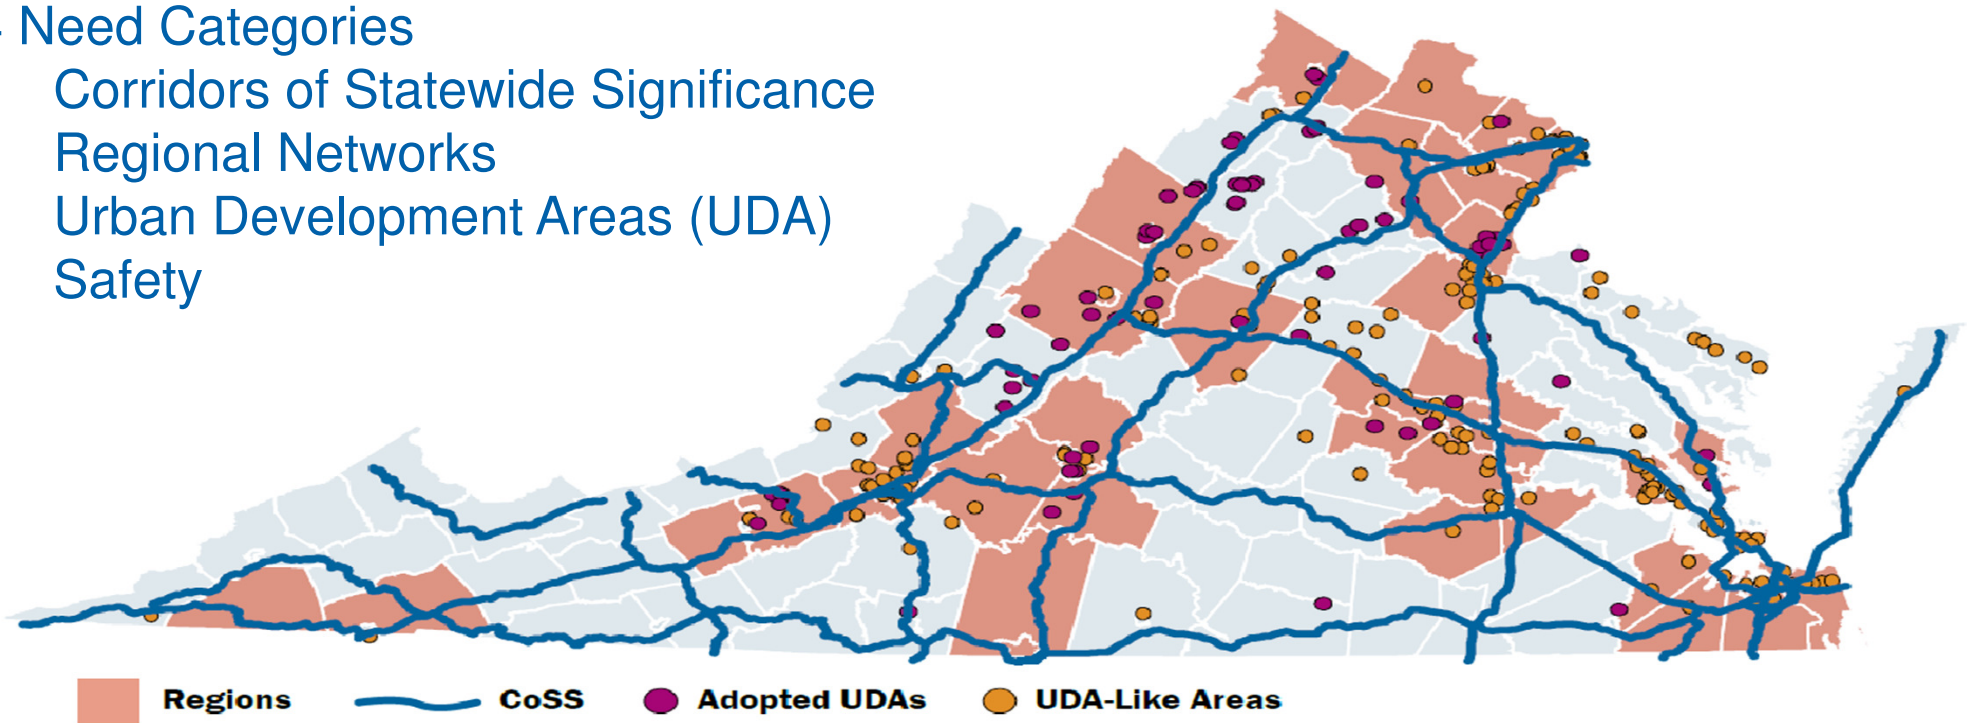 Need Categories
Corridors of Statewide Significance
Regional Networks
Urban Development Areas (UDA)
Safety
Regions CoSS Adopted UDAs UDA-Like Areas